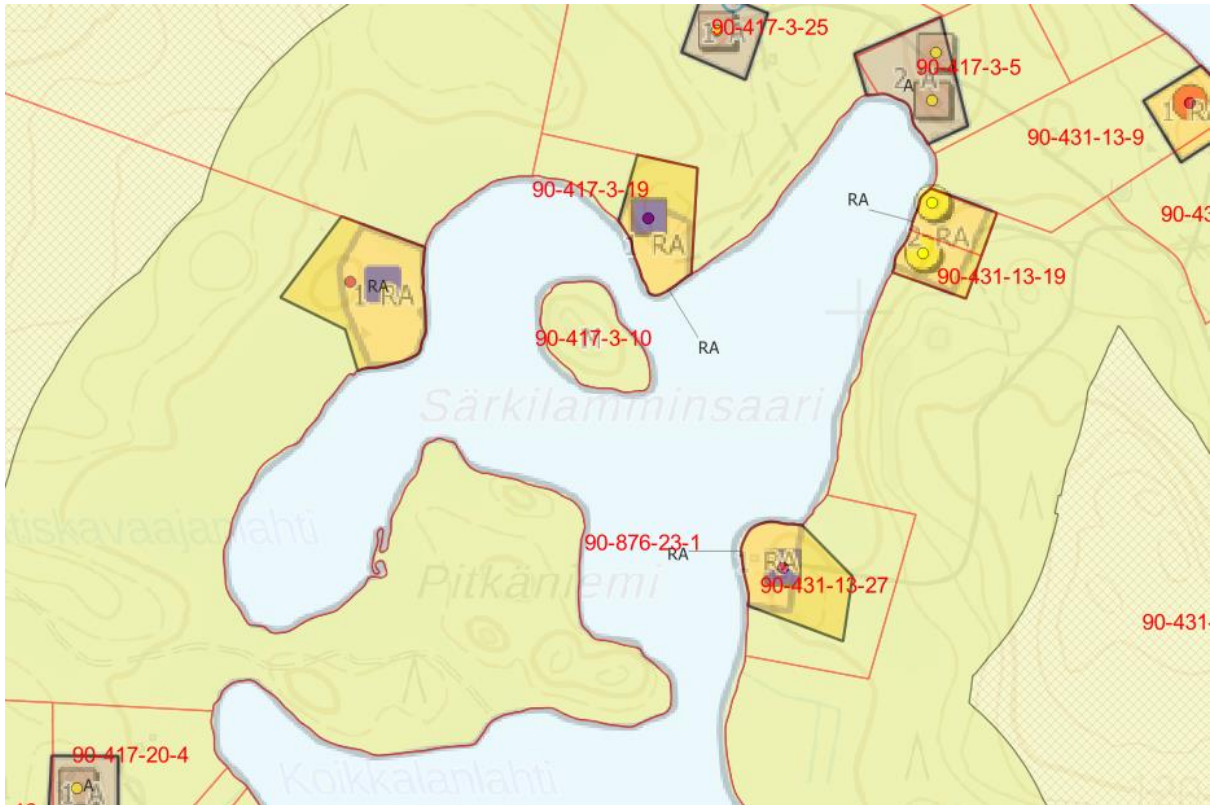 90-417-3-25
1 A
90-417-3-5
2 A
A
90-431-13-9
1 RA
90-417-3-19
RA
90-43
RA
2 RA
90-431-13-19
RA
1 RA
90-417-3-10
M
RA
Särkilamminsaari
tiskavaajanlahti
90-876-23-1
RA
RA
Pitkäniemi
90-431-13-27
90-431-
90-417-20-4
Koikkalanlahti
A
1 A